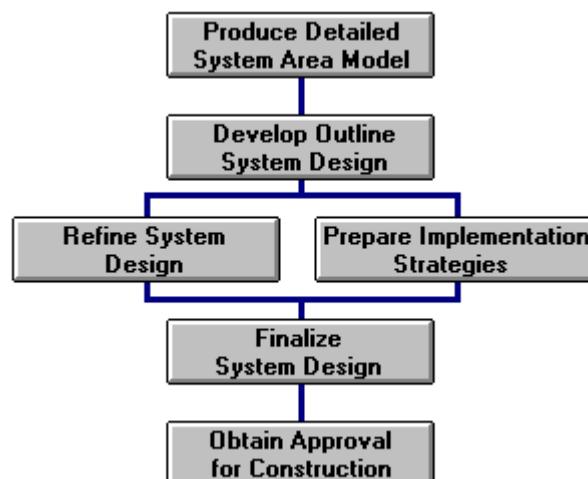 Produce Detailed
System Area Model
Develop Outline
System Design
Refine System
Design
Prepare Implementation
Strategies
Finalize
System Design
Obtain Approval
for Construction